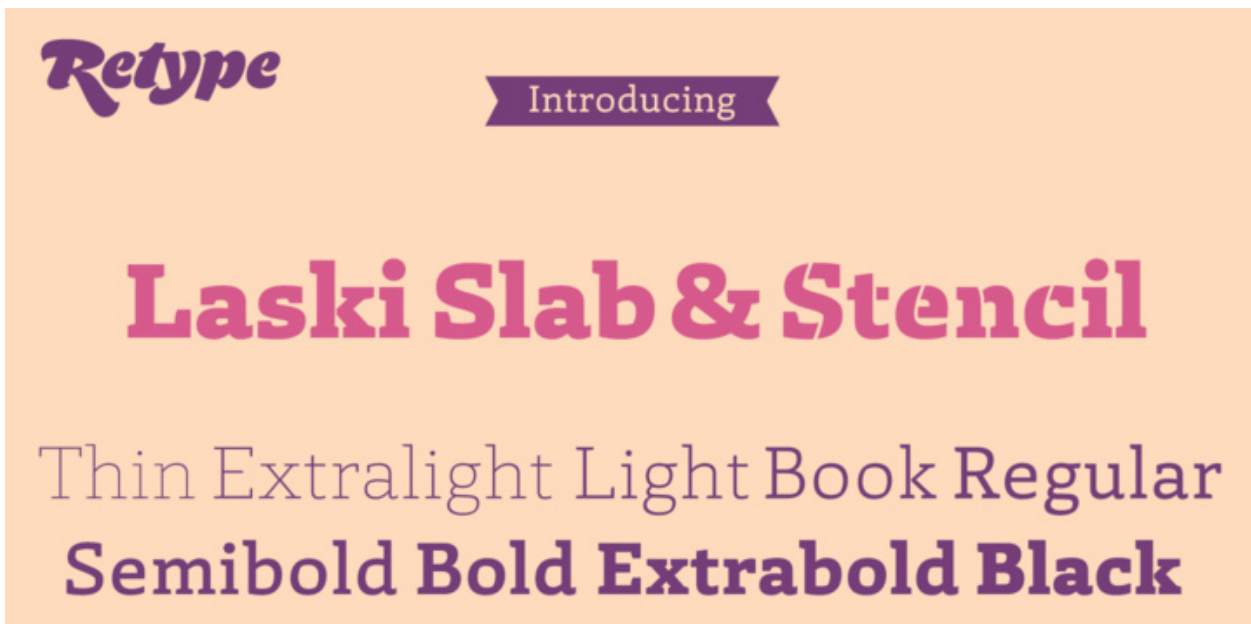 Retype
Introducing
Laski Slab & Stencil
Thin Extralight Light Book Regular
Semibold Bold Extrabold Black